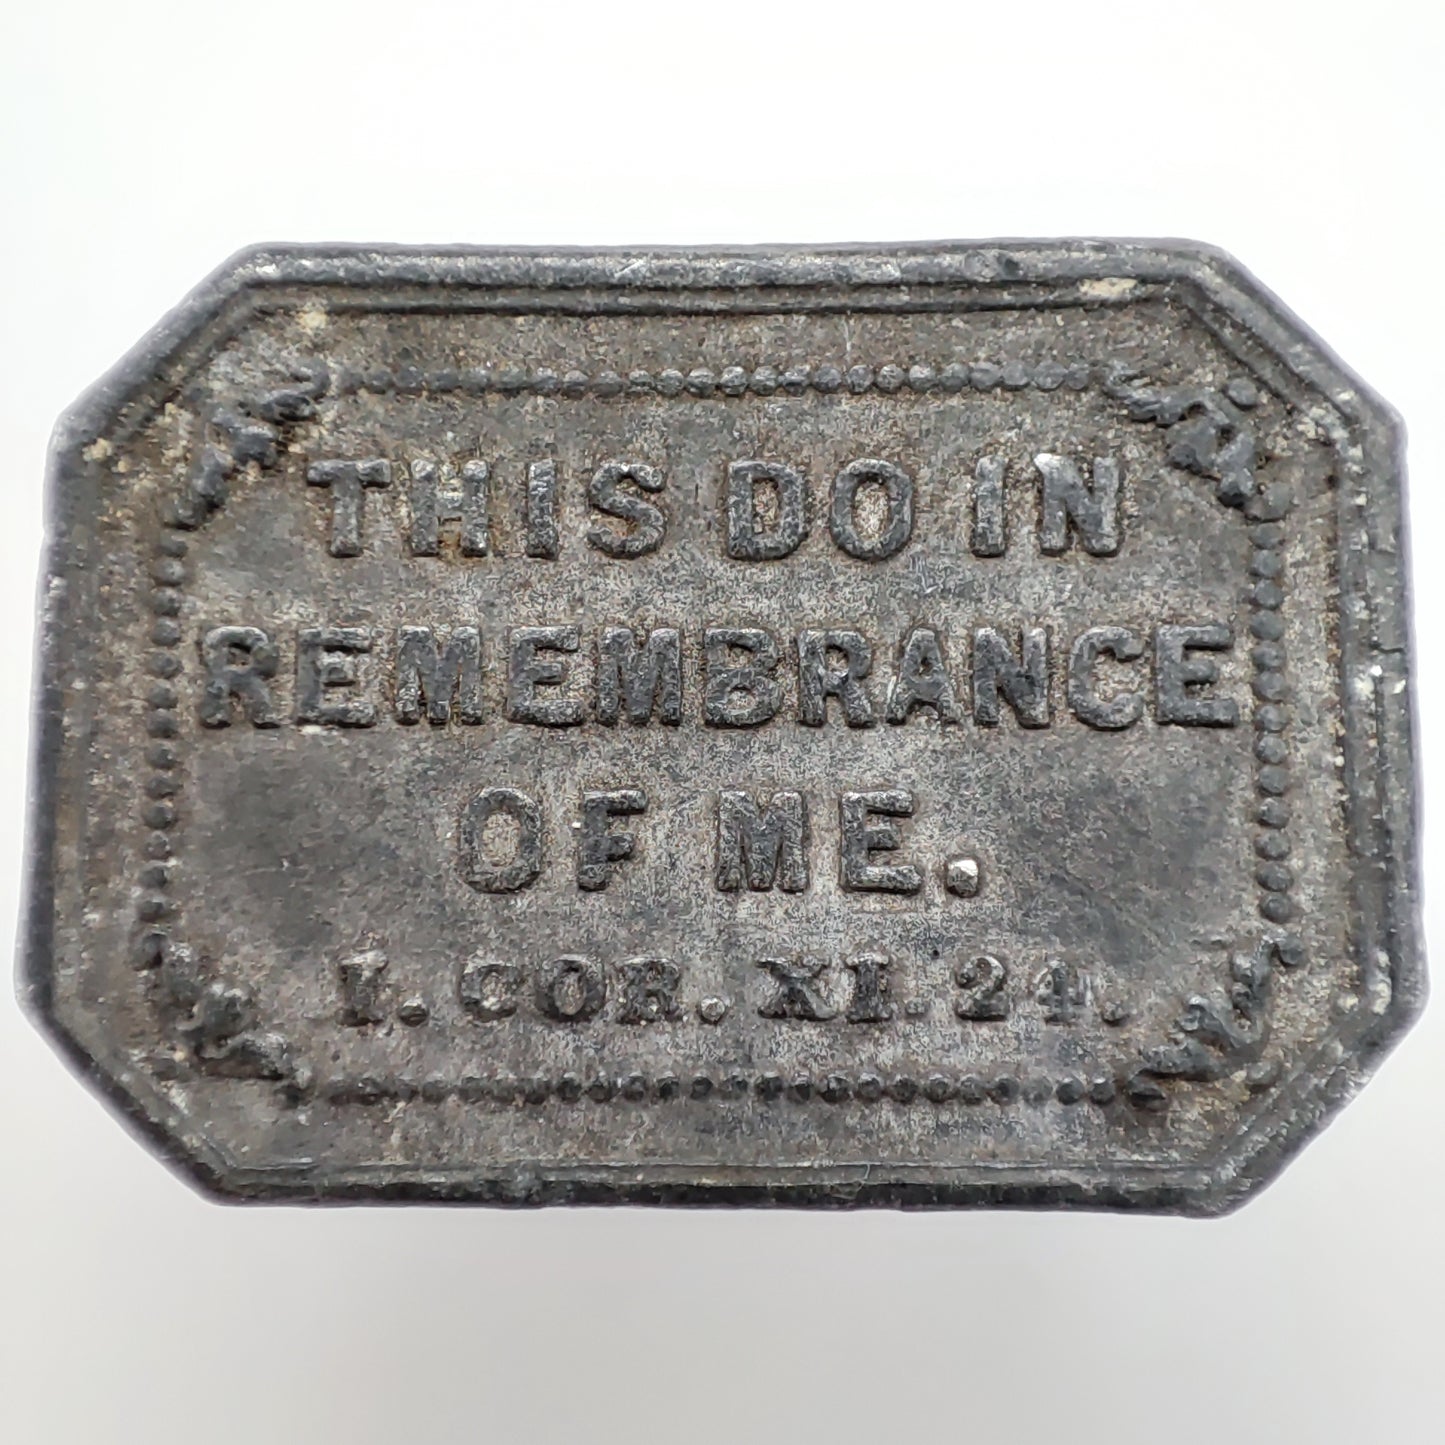 THIS DO IN
REMEMBRANCE
OF ME.
I. COR. XI. 24.